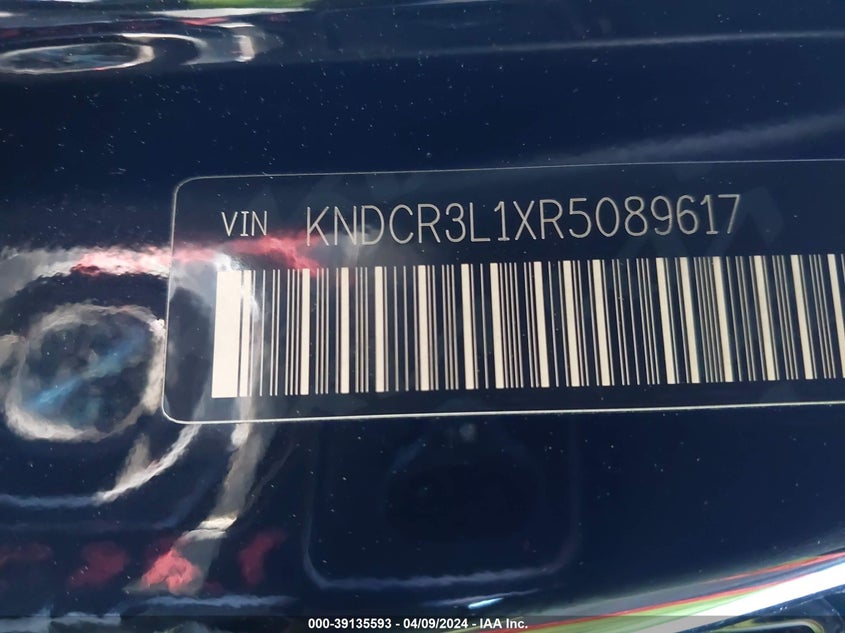 VIN KNDCR3L1XR5089617
000-39135593 - 04/09/2024 - IAA Inc.